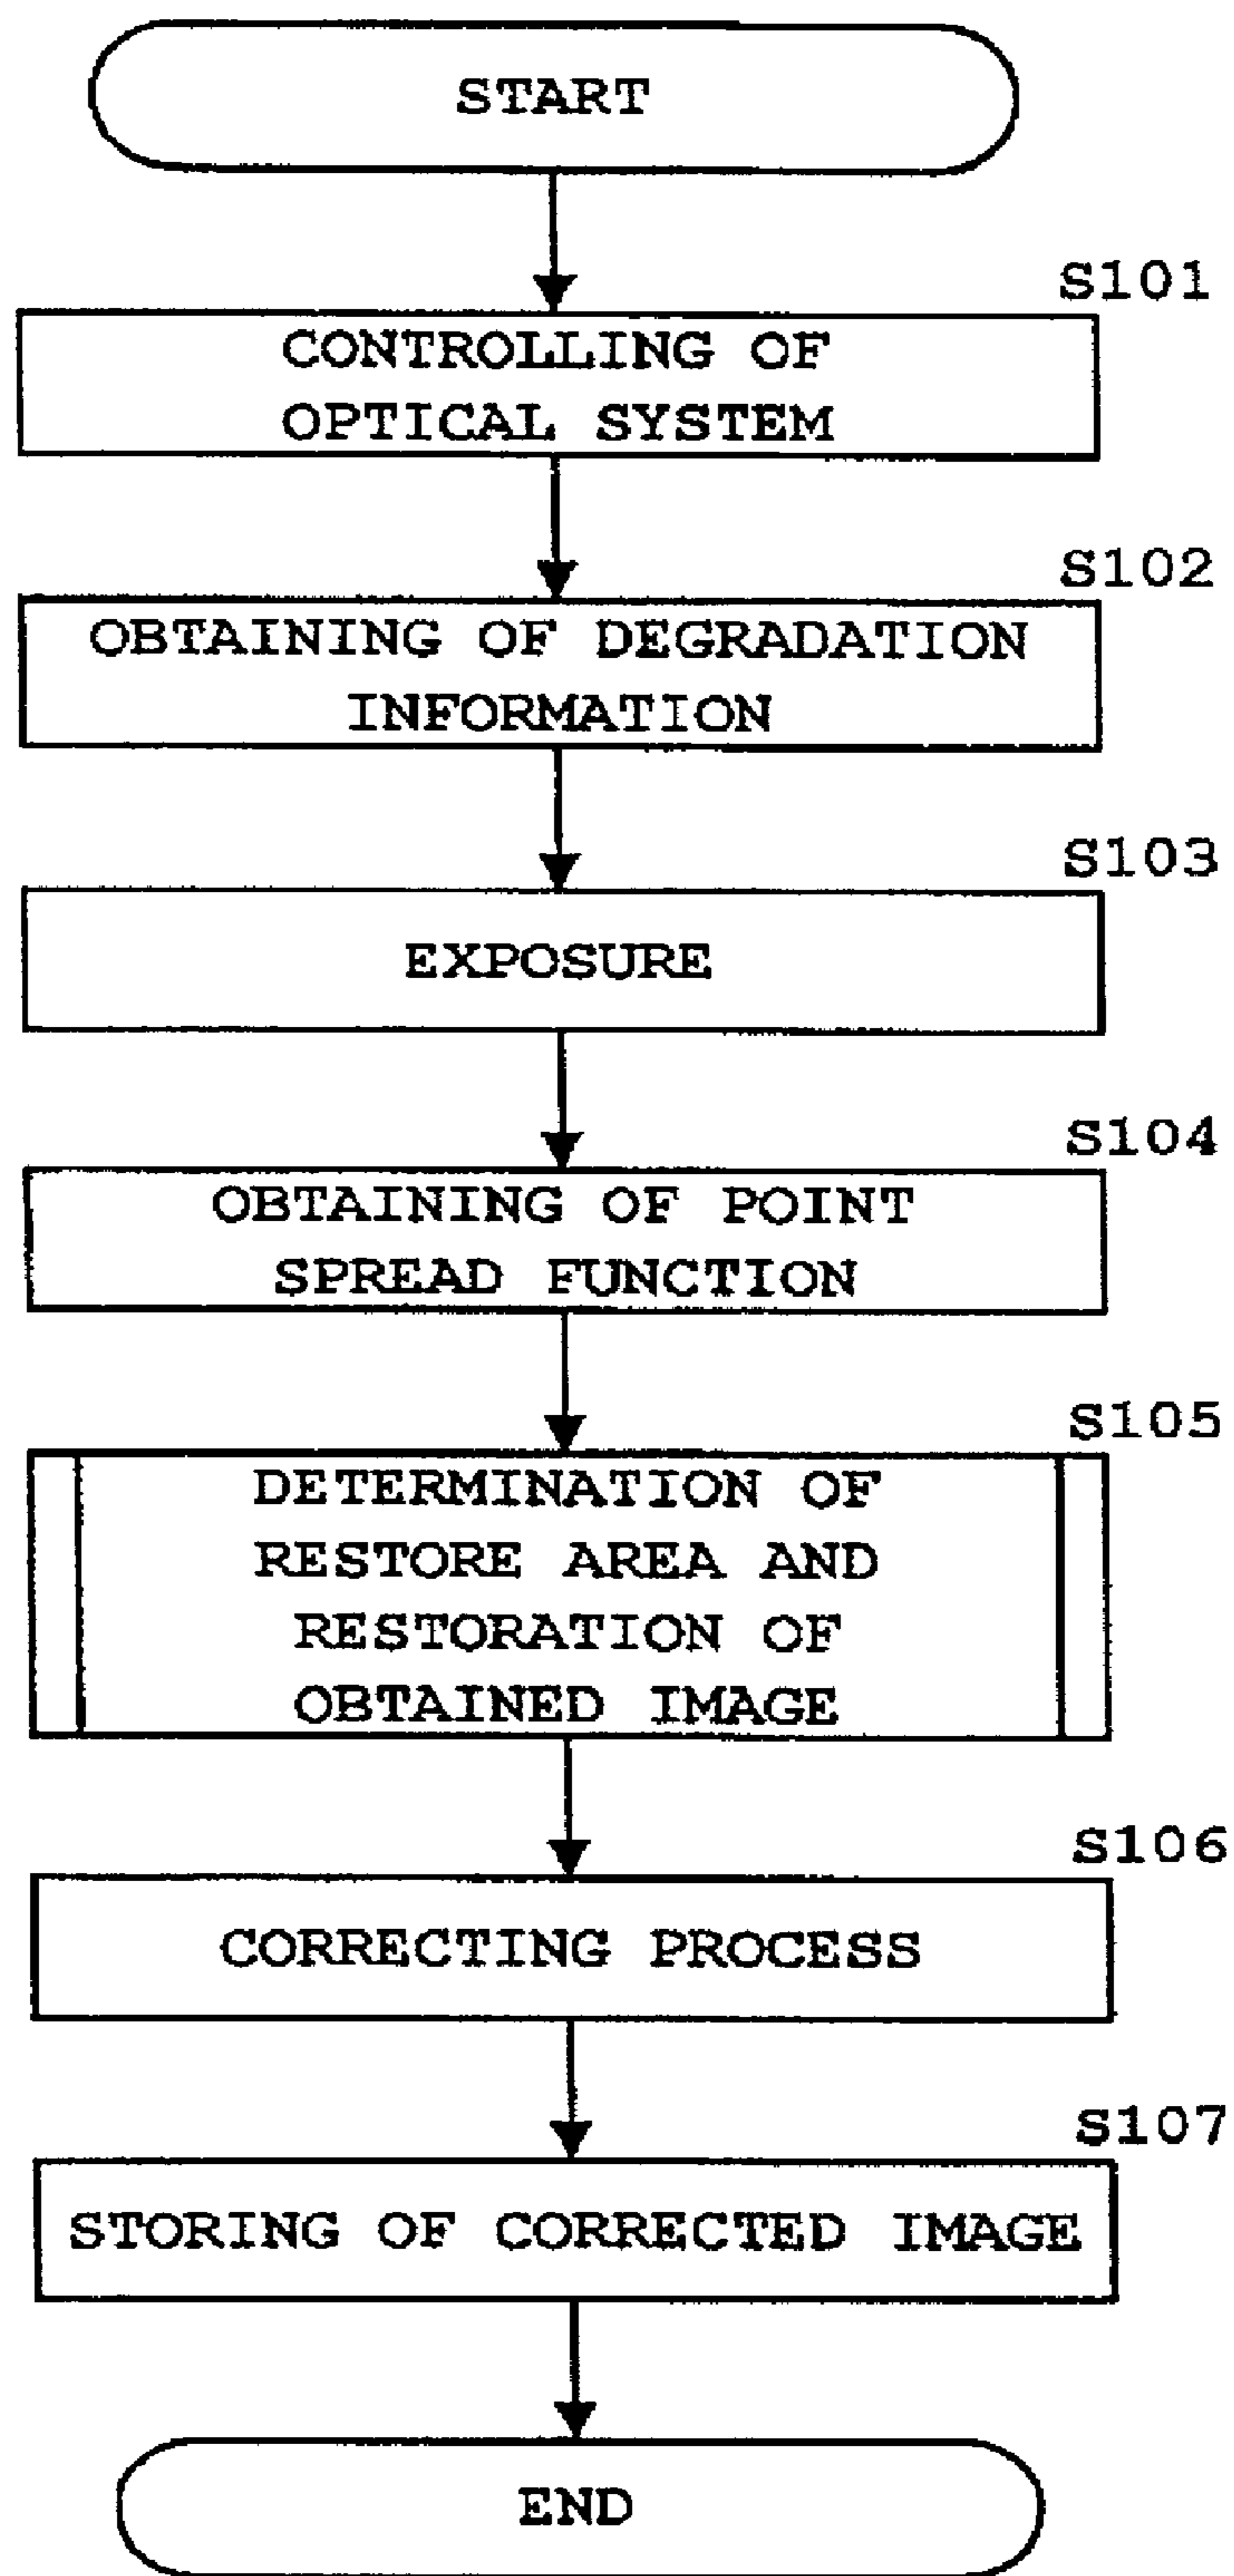 START
S101
CONTROLLING OF
OPTICAL SYSTEM
S102
OBTAINING OF DEGRADATION
INFORMATION
S103
EXPOSURE
S104
OBTAINING OF POINT
SPREAD FUNCTION
S105
DETERMINATION OF
RESTORE AREA AND
RESTORATION OF
OBTAINED IMAGE
S106
CORRECTING PROCESS
S107
STORING OF CORRECTED IMAGE
END